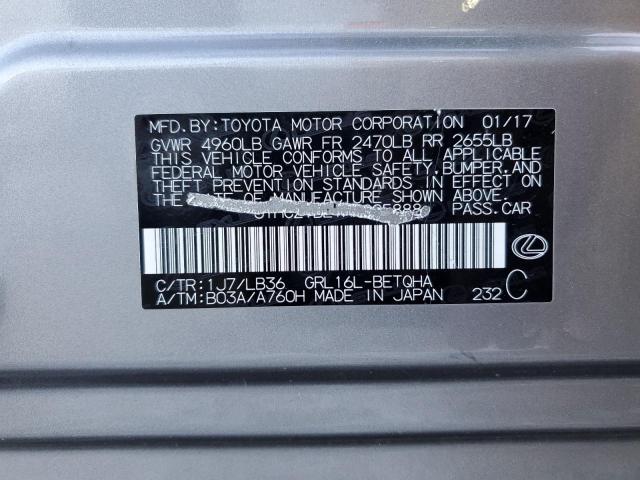 MFD.BY:TOYOTA MOTOR CORPORATION 01/17
GVWR 4960LB GAWR FR 2470LB RR 2655LB
THIS VEHICLE CONFORMS TO ALL APPLICABLE
FEDERAL MOTOR VEHICLE SAFETY,BUMPER,AND
THEFT PREVENTION STANDARDS IN EFFECT ON
THE OF MANUFACTURE SHOWN ABOVE.
PASS.CAR
C/TR:1J7/LB36 GRL16L-BETQHA
A/TM:B03A/A760H MADE IN JAPAN 232 C